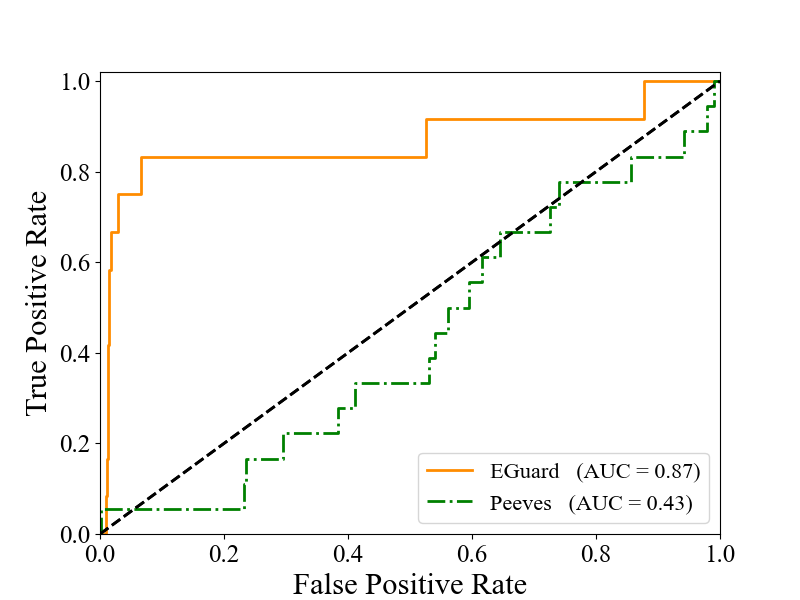 1.0
0.8
0.6
0.4
0.2
0.0
0.0 0.2 0.4 0.6 0.8 1.0
True Positive Rate
False Positive Rate
EGuard (AUC = 0.87)
Peeves (AUC = 0.43)